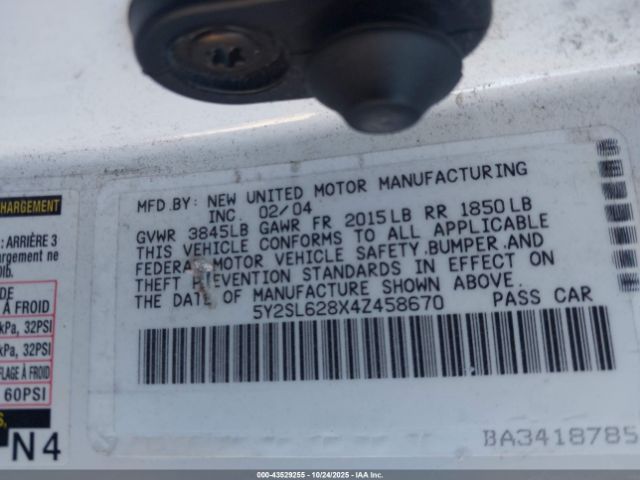 MFD.BY: NEW UNITED MOTOR MANUFACTURING
INC. 02/04
GVWR 3845LB GAWR FR 2015LB RR 1850LB
THIS VEHICLE CONFORMS TO ALL APPLICABLE
FEDERAL MOTOR VEHICLE SAFETY,BUMPER,AND
THEFT PREVENTION STANDARDS IN EFFECT ON
THE DATE OF MANUFACTURE SHOWN ABOVE.
5Y2SL628X4Z458670 PASS CAR
BA3418785
CHARGEMENT
: ARRIÈRE 3
hargement ne
DE
À FROID
kPa, 32PSI
kPa, 32PSI
FLAGE À FROID
60PSI
N4
000-43529255 - 10/24/2025 - IAA Inc.